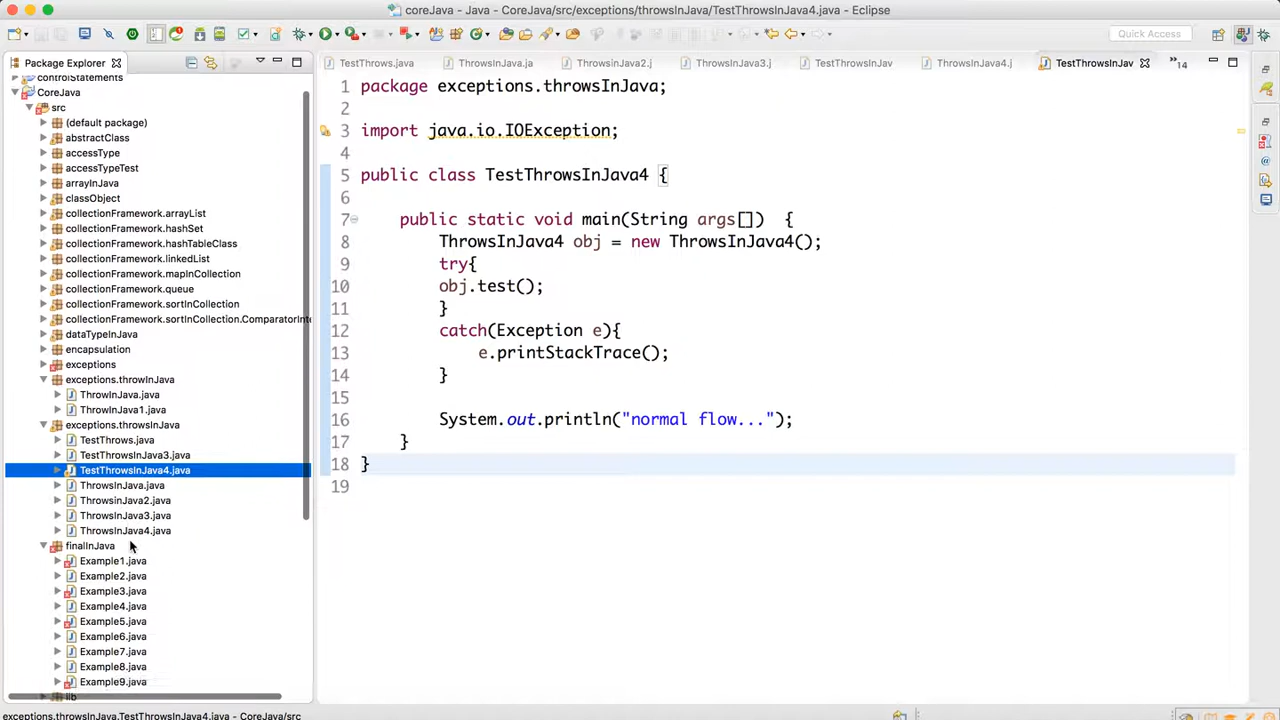 coreJava - Java - CoreJava/src/exceptions/throwsInJava/TestThrowsInJava4.java - Eclipse
Quick Access
Package Explorer
controlStatements
CoreJava
src
(default package)
abstractClass
accessType
accessTypeTest
arrayInJava
classObject
collectionFramework.arrayList
collectionFramework.hashSet
collectionFramework.hashTableClass
collectionFramework.linkedList
collectionFramework.mapInCollection
collectionFramework.queue
collectionFramework.sortInCollection
collectionFramework.sortInCollection.ComparatorInte
dataTypeInJava
encapsulation
exceptions
exceptions.throwInJava
ThrowInJava.java
ThrowInJava1.java
exceptions.throwsInJava
TestThrows.java
TestThrowsInJava3.java
TestThrowsInJava4.java
ThrowsInJava.java
ThrowsinJava2.java
ThrowsInJava3.java
ThrowsInJava4.java
finalInJava
Example1.java
Example2.java
Example3.java
Example4.java
Example5.java
Example6.java
Example7.java
Example8.java
Example9.java
lib
TestThrows.java ThrowsInJava.ja ThrowsinJava2.j ThrowsInJava3.j TestThrowsInJav ThrowsInJava4.j TestThrowsInJav 14
1 package exceptions.throwsInJava;
2
3 import java.io.IOException;
4
5 public class TestThrowsInJava4 {
6
7 public static void main(String args[]) {
8 ThrowsInJava4 obj = new ThrowsInJava4();
9 try{
10 obj.test();
11 }
12 catch(Exception e){
13 e.printStackTrace();
14 }
15
16 System.out.println("normal flow...");
17 }
18 }
19
exceptions.throwsInJava.TestThrowsInJava4.java - CoreJava/src